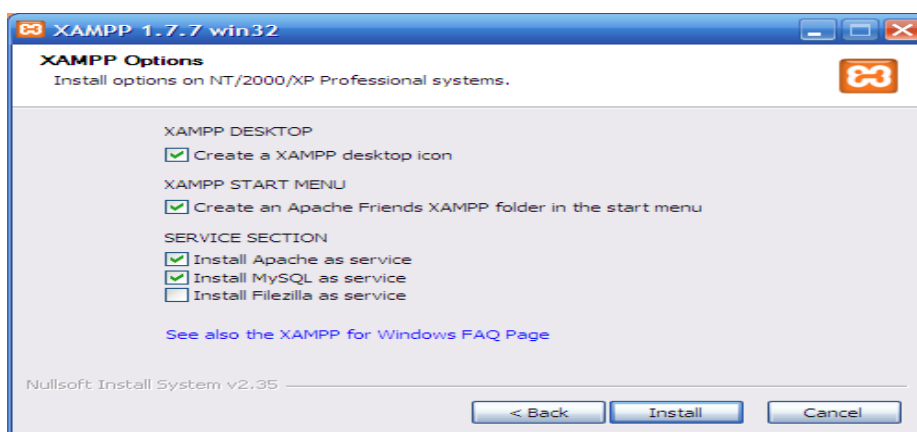 XAMPP 1.7.7 win32
XAMPP Options
Install options on NT/2000/XP Professional systems.
XAMPP DESKTOP
Create a XAMPP desktop icon
XAMPP START MENU
Create an Apache Friends XAMPP folder in the start menu
SERVICE SECTION
Install Apache as service
Install MySQL as service
Install Filezilla as service
See also the XAMPP for Windows FAQ Page
Nullsoft Install System v2.35
< Back Install Cancel